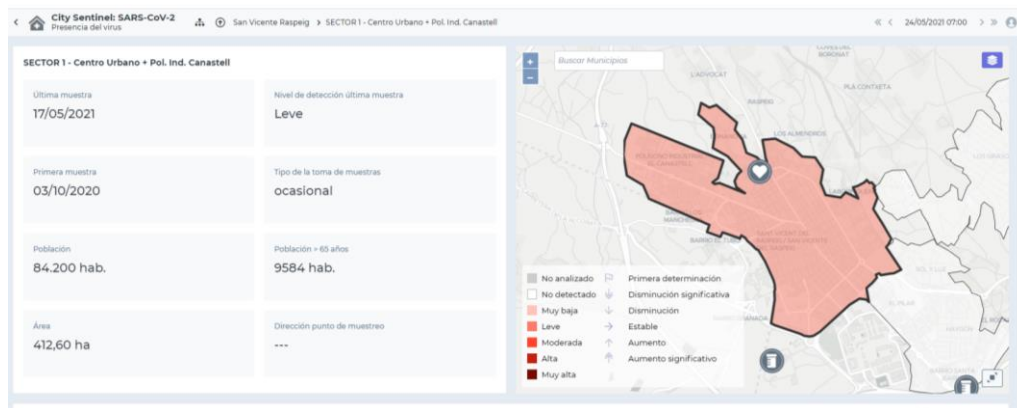 City Sentinel: SARS-CoV-2
Presencia del virus
San Vicente Raspeig > SECTOR 1 - Centro Urbano + Pol. Ind. Canastell
24/05/2021 07:00
SECTOR 1 - Centro Urbano + Pol. Ind. Canastell
Última muestra
17/05/2021
Nivel de detección última muestra
Leve
Primera muestra
03/10/2020
Tipo de la toma de muestras
ocasional
Población
84.200 hab.
Población > 65 años
9584 hab.
Área
412,60 ha
Dirección punto de muestreo
---
+
−
Buscar Municipios
L'ADVOCAT
PLA CONTXETA
RASPEIG
A-77
LOS ALMENDROS
EL PILAR
No analizado
Primera determinación
No detectado
Disminución significativa
Muy baja
Disminución
Leve
Estable
Moderada
Aumento
Alta
Aumento significativo
Muy alta